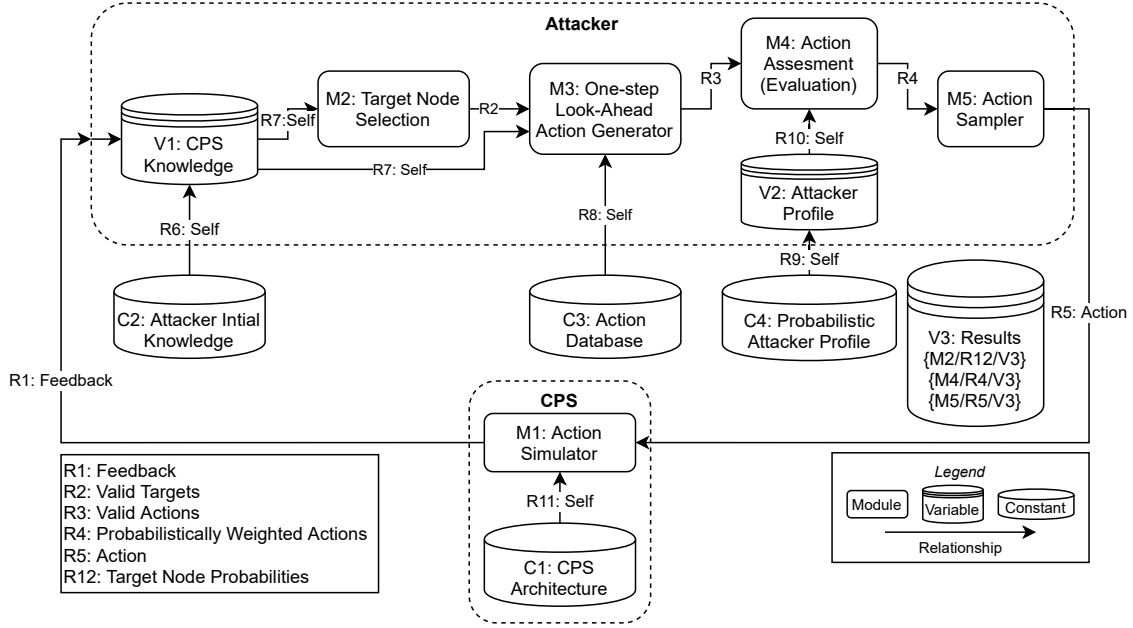 Attacker
M4: Action
Assesment
(Evaluation)
M2: Target Node
Selection
M3: One-step
Look-Ahead
Action Generator
M5: Action
Sampler
R7:Self
R2
R3
R4
V1: CPS
Knowledge
R7: Self
R10: Self
V2: Attacker
Profile
R6: Self
R8: Self
R9: Self
C2: Attacker Intial
Knowledge
C3: Action
Database
C4: Probabilistic
Attacker Profile
V3: Results
{M2/R12/V3}
{M4/R4/V3}
{M5/R5/V3}
R5: Action
R1: Feedback
CPS
M1: Action
Simulator
R11: Self
C1: CPS
Architecture
R1: Feedback
R2: Valid Targets
R3: Valid Actions
R4: Probabilistically Weighted Actions
R5: Action
R12: Target Node Probabilities
Legend
Module
Variable
Constant
Relationship